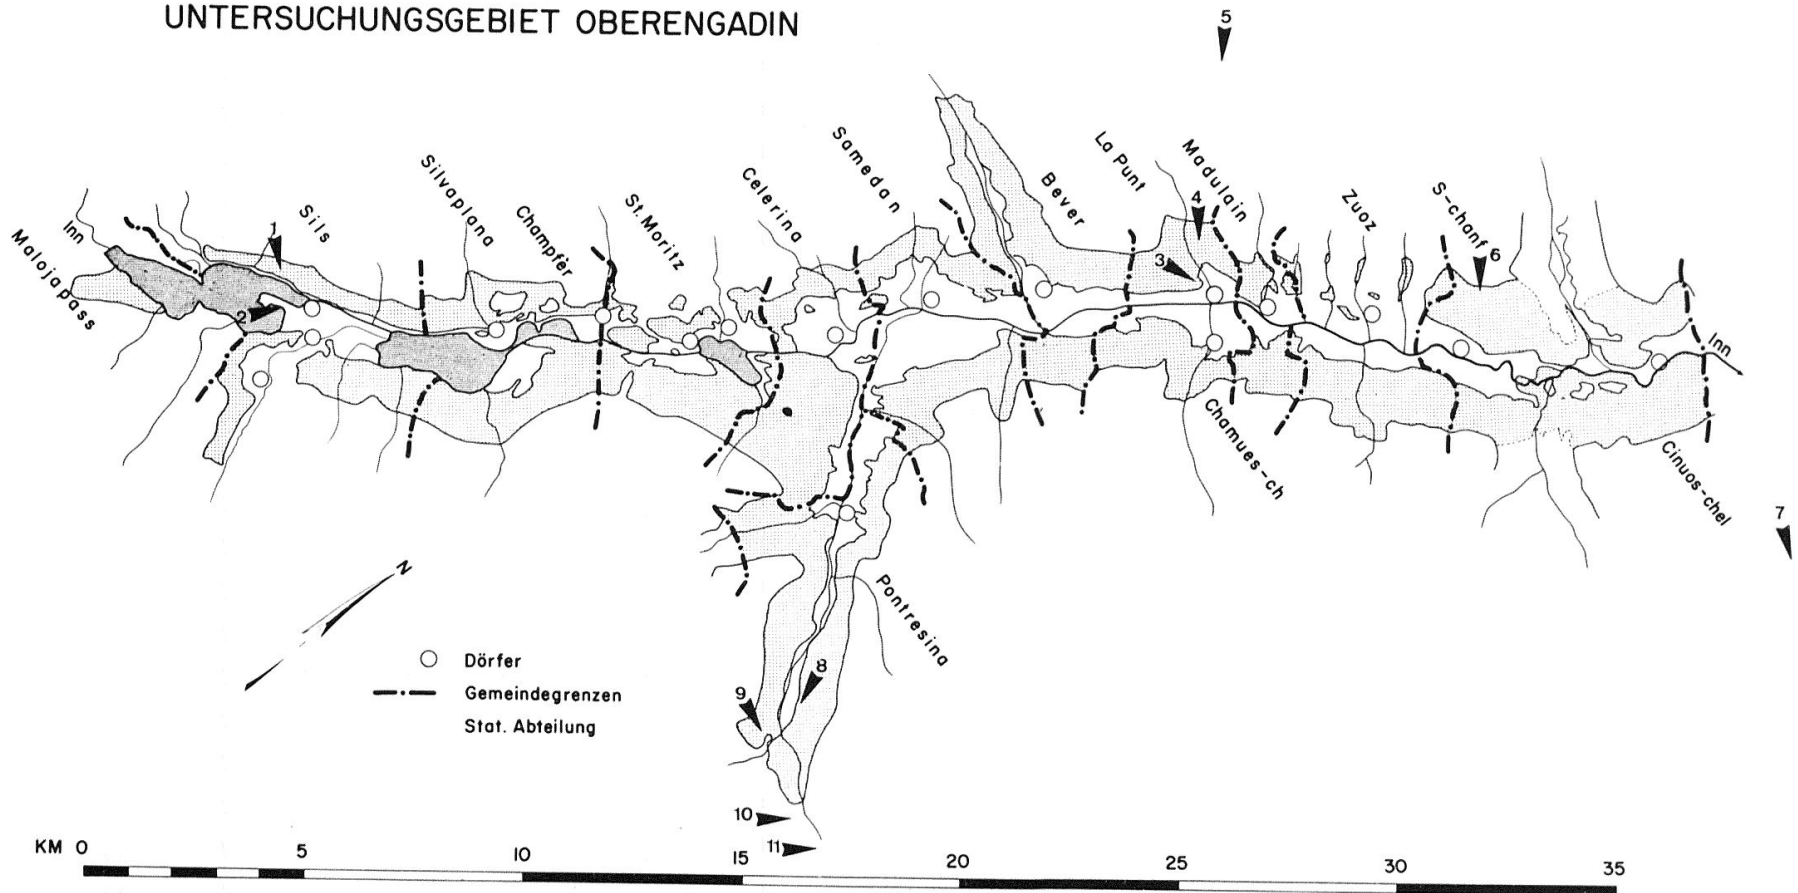 UNTERSUCHUNGSGEBIET OBERENGADIN
5
Malojapass
Inn
1
Sils
2
Silvaplana
Champfèr
St. Moritz
Celerina
Samedan
Bever
La Punt
3
4
Madulain
Zuoz
S-chanf
6
Inn
Chamues-ch
Cinuos-chel
7
Pontresina
8
9
10
11
N
Dörfer
Gemeindegrenzen
Stat. Abteilung
KM 0 5 10 15 20 25 30 35